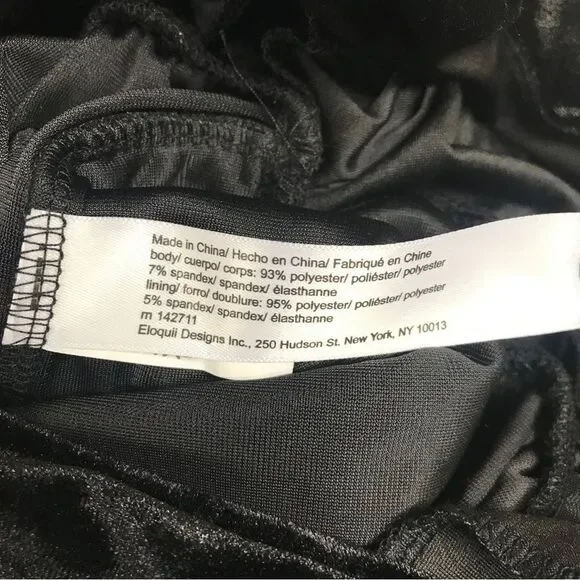 Made in China/ Hecho en China/ Fabriqué en Chine
body/ cuerpo/ corps: 93% polyester/ poliéster/ polyester
7% spandex/ spandex/ élasthanne
lining/ forro/ doublure: 95% polyester/ poliéster/ polyester
5% spandex/ spandex/ élasthanne
rn 142711
Eloquii Designs Inc., 250 Hudson St. New York, NY 10013